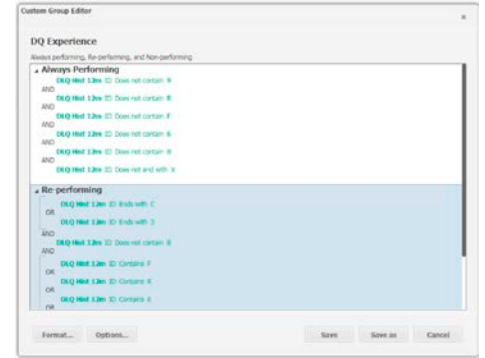 Custom Group Editor
DQ Experience
Always performing, Re-performing, and Non-performing
Always Performing
DLQ Hist 12m ID Does not contain 9
AND
DLQ Hist 12m ID Does not contain R
AND
DLQ Hist 12m ID Does not contain F
AND
DLQ Hist 12m ID Does not contain 6
AND
DLQ Hist 12m ID Does not contain
AND
DLQ Hist 12m ID Does not end with X
Re-performing
DLQ Hist 12m ID Ends with C
OR
DLQ Hist 12m ID Ends with 3
AND
DLQ Hist 12m ID Does not contain
AND
DLQ Hist 12m ID Contains F
OR
DLQ Hist 12m ID Contains
OR
DLQ Hist 12m ID Contains
OR
Format... Options... Save Save as Cancel